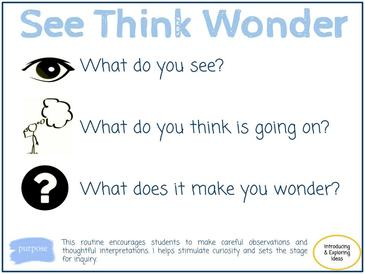 See Think Wonder
What do you see?
What do you think is going on?
?
What does it make you wonder?
purpose
This routine encourages students to make careful observations and
thoughtful interpretations. I helps stimulate curiosity and sets the stage
for inquiry.
Introducing
& Exploring
Ideas